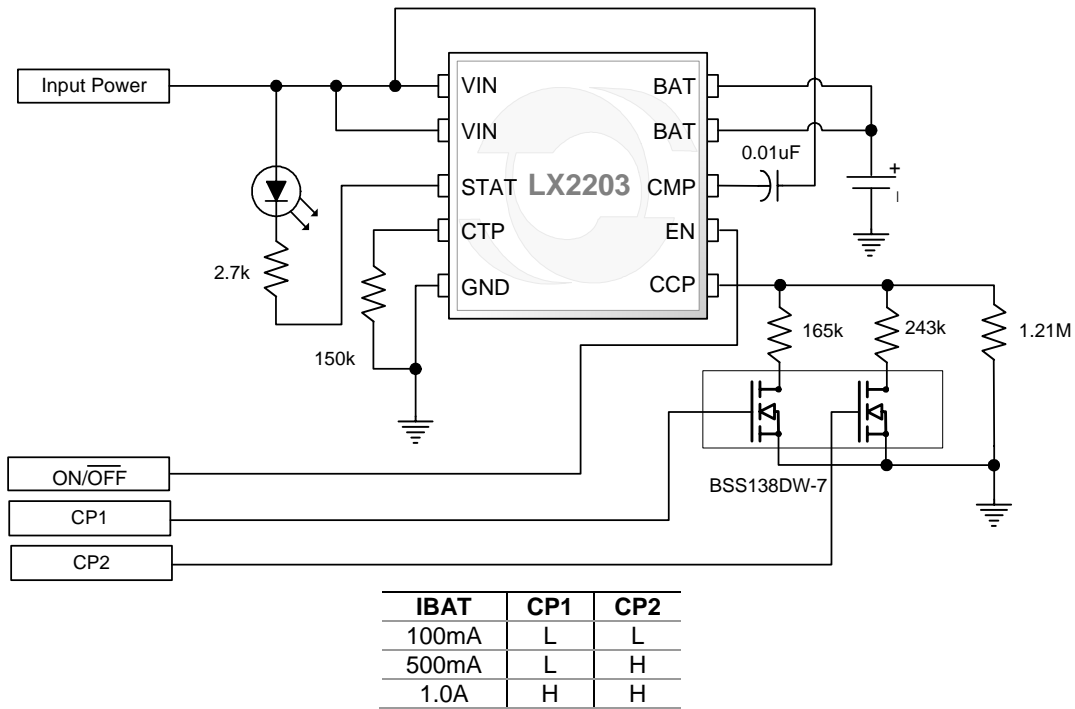 Input Power
VIN
VIN
STAT
CTP
GND
LX2203
BAT
BAT
CMP
EN
CCP
0.01uF
+
–
2.7k
150k
165k
243k
1.21M
BSS138DW-7
ON/OFF
CP1
CP2
IBAT CP1 CP2
100mA L L
500mA L H
1.0A H H